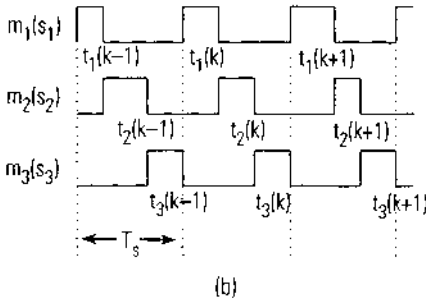 m₁(s₁)
t₁(k–1) t₁(k) t₁(k+1)
m₂(s₂)
t₂(k–1) t₂(k) t₂(k+1)
m₃(s₃)
t₃(k–1) t₃(k) t₃(k+1)
Tₛ
(b)